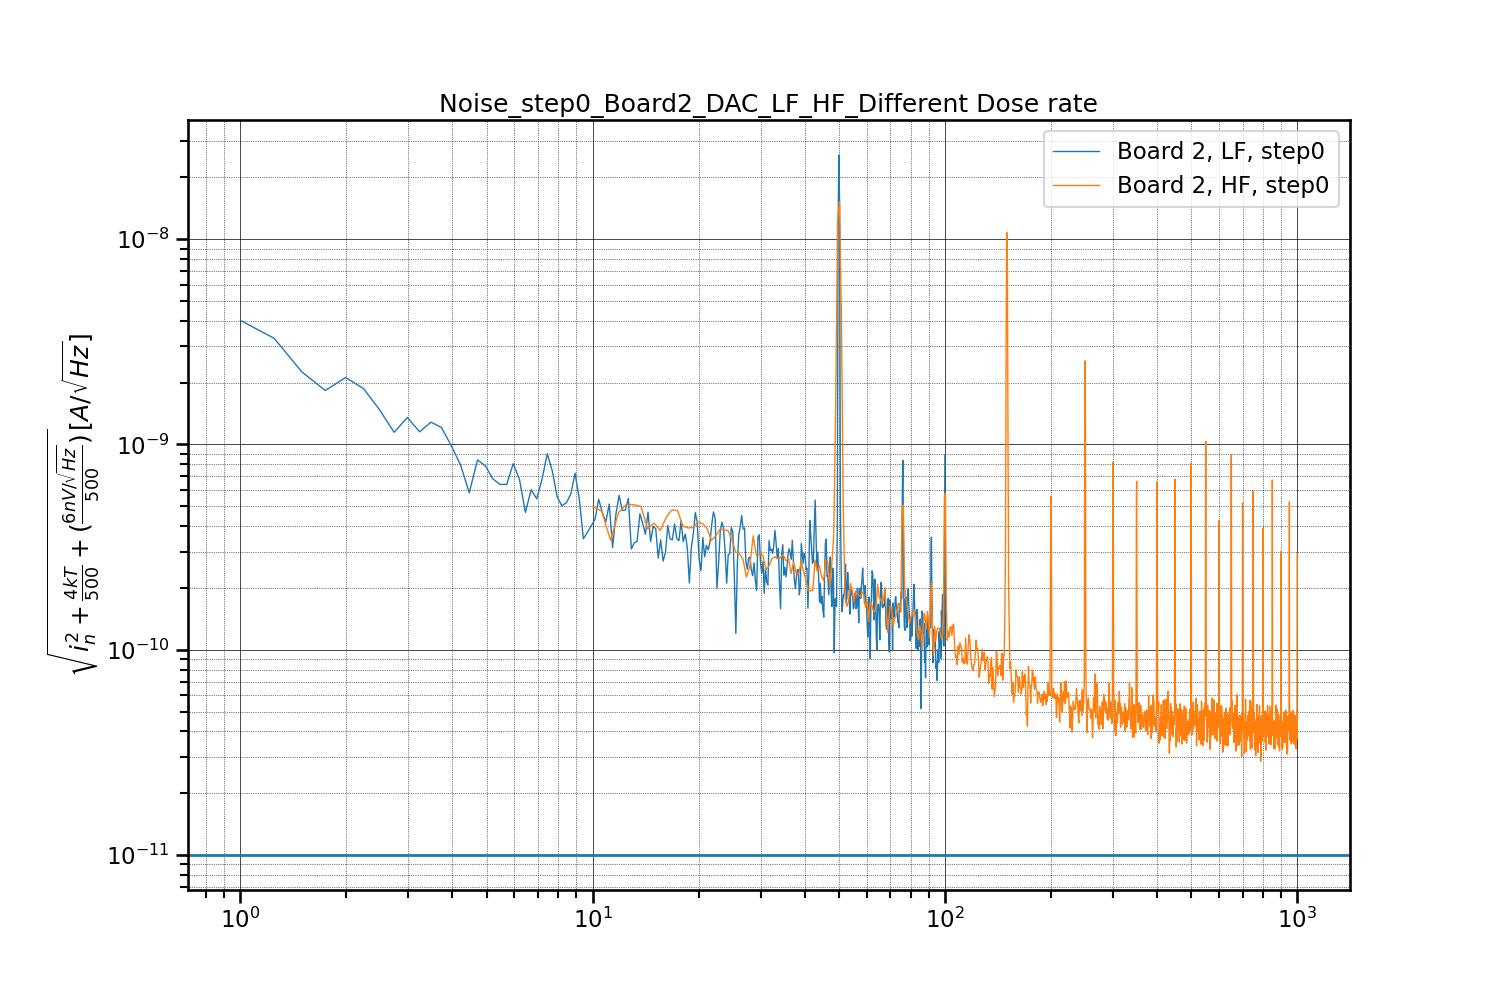 Noise_step0_Board2_DAC_LF_HF_Different Dose rate
Board 2, LF, step0
Board 2, HF, step0
10⁻⁸
10⁻⁹
10⁻¹⁰
10⁻¹¹
√(i_n² + 4kT/500 + (6nV/√Hz/500)) [A/√Hz]
10⁰ 10¹ 10² 10³